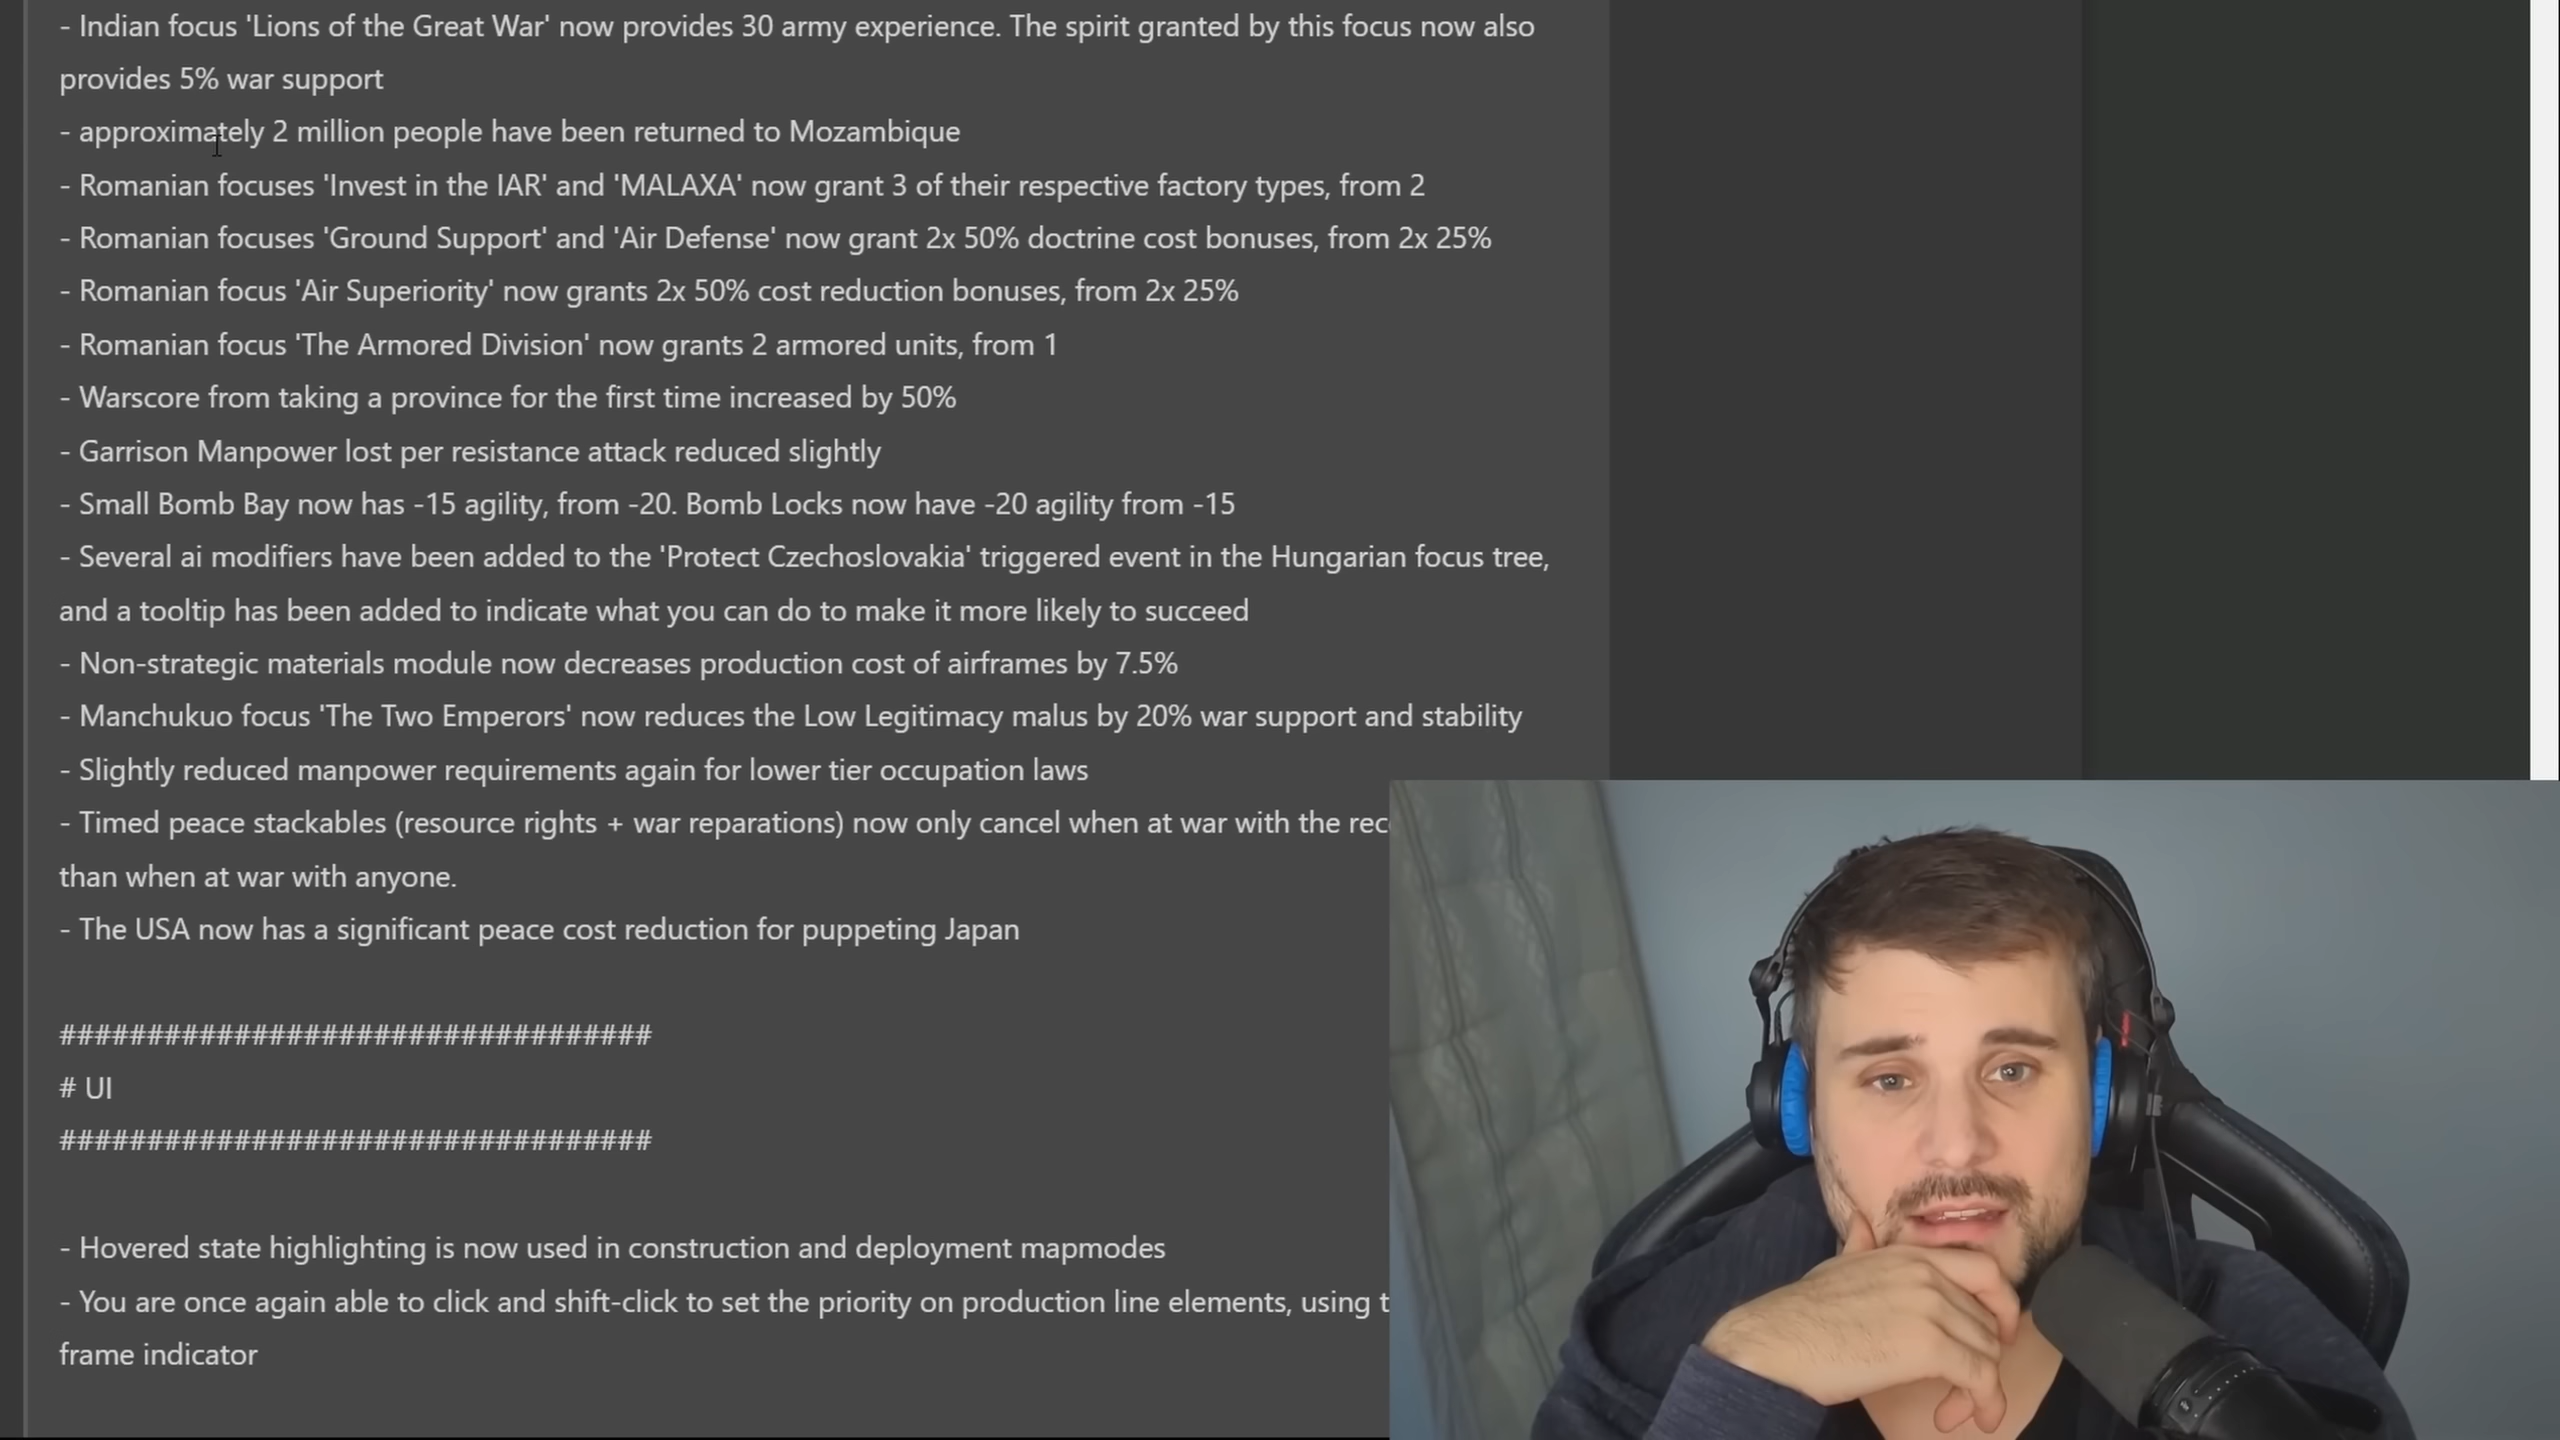 - Indian focus 'Lions of the Great War' now provides 30 army experience. The spirit granted by this focus now also
provides 5% war support
- approximately 2 million people have been returned to Mozambique
- Romanian focuses 'Invest in the IAR' and 'MALAXA' now grant 3 of their respective factory types, from 2
- Romanian focuses 'Ground Support' and 'Air Defense' now grant 2x 50% doctrine cost bonuses, from 2x 25%
- Romanian focus 'Air Superiority' now grants 2x 50% cost reduction bonuses, from 2x 25%
- Romanian focus 'The Armored Division' now grants 2 armored units, from 1
- Warscore from taking a province for the first time increased by 50%
- Garrison Manpower lost per resistance attack reduced slightly
- Small Bomb Bay now has -15 agility, from -20. Bomb Locks now have -20 agility from -15
- Several ai modifiers have been added to the 'Protect Czechoslovakia' triggered event in the Hungarian focus tree,
and a tooltip has been added to indicate what you can do to make it more likely to succeed
- Non-strategic materials module now decreases production cost of airframes by 7.5%
- Manchukuo focus 'The Two Emperors' now reduces the Low Legitimacy malus by 20% war support and stability
- Slightly reduced manpower requirements again for lower tier occupation laws
- Timed peace stackables (resource rights + war reparations) now only cancel when at war with the
than when at war with anyone.
- The USA now has a significant peace cost reduction for puppeting Japan
##################################
# UI
##################################
- Hovered state highlighting is now used in construction and deployment mapmodes
- You are once again able to click and shift-click to set the priority on production line elements, using
frame indicator